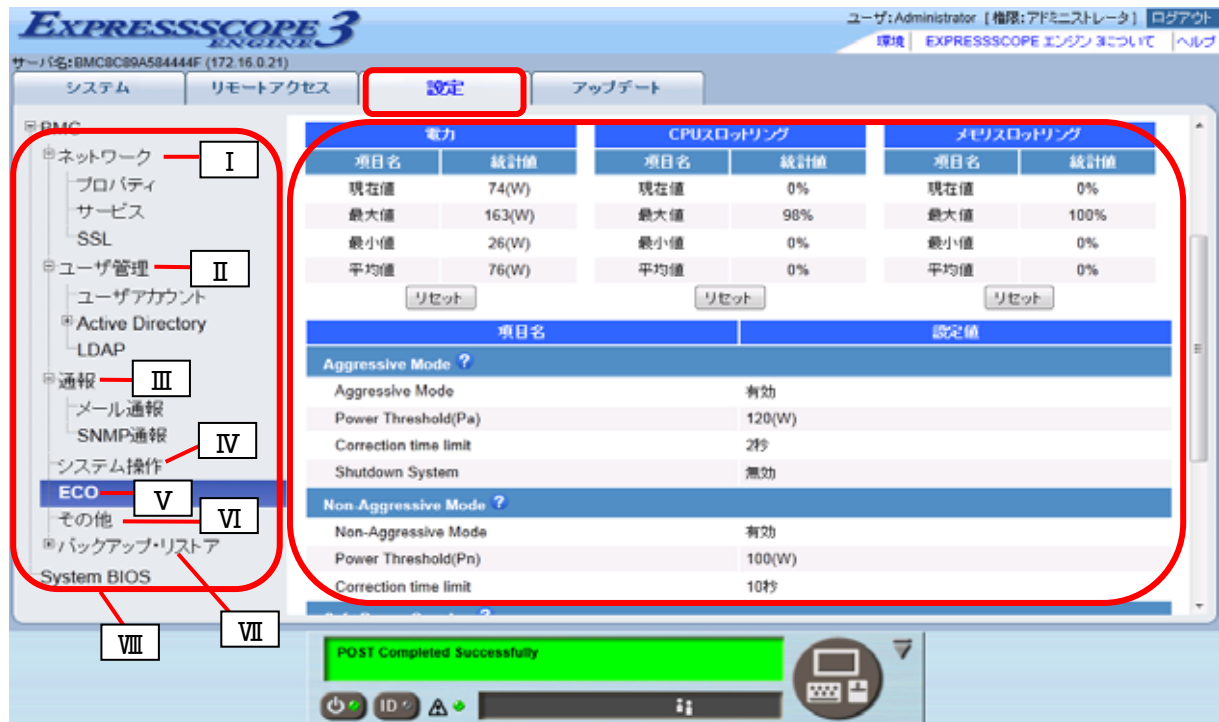 EXPRESSSCOPE
ENGINE 3
ユーザ:Administrator [権限:アドミニストレータ] ログアウト
環境 EXPRESSSCOPE エンジン 3について ヘルプ
サーバ名:BMC8C89A584444F (172.16.0.21)
システム リモートアクセス 設定 アップデート
BMC
ネットワーク
I
プロパティ
サービス
SSL
ユーザ管理
II
ユーザアカウント
Active Directory
LDAP
通報
III
メール通報
SNMP通報
IV
システム操作
ECO
V
その他
VI
バックアップ・リストア
System BIOS
VII
VIII
電力 CPUスロットリング メモリスロットリング
項目名 統計値 項目名 統計値 項目名 統計値
現在値 74(W) 現在値 0% 現在値 0%
最大値 163(W) 最大値 98% 最大値 100%
最小値 26(W) 最小値 0% 最小値 0%
平均値 76(W) 平均値 0% 平均値 0%
リセット リセット リセット
項目名 設定値
Aggressive Mode ?
Aggressive Mode 有効
Power Threshold(Pa) 120(W)
Correction time limit 2秒
Shutdown System 無効
Non-Aggressive Mode ?
Non-Aggressive Mode 有効
Power Threshold(Pn) 100(W)
Correction time limit 10秒
POST Completed Successfully
ID